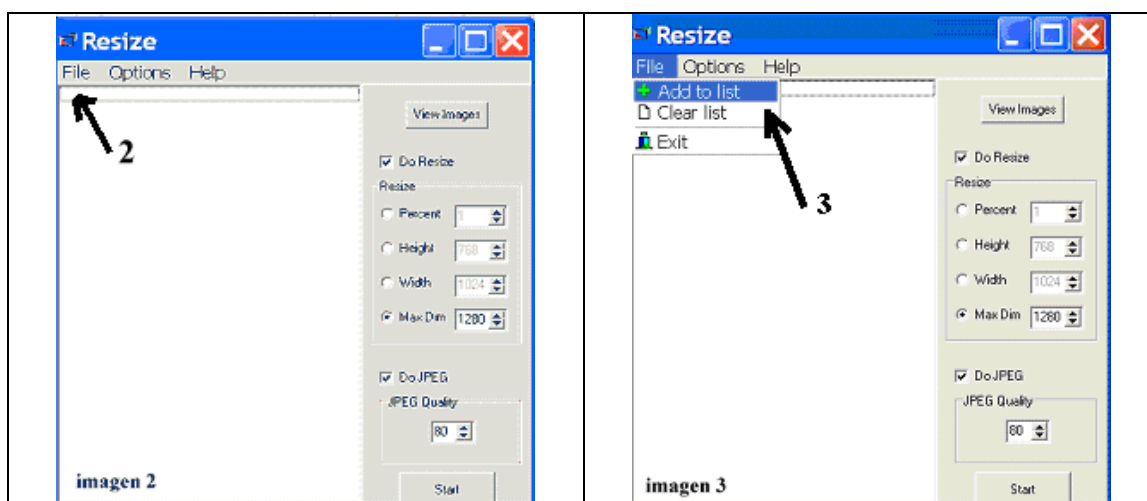 Resize
File Options Help
View Images
2
Do Resize
Resize
Percent 1
Height 768
Width 1024
Max Dim 1280
Do JPEG
JPEG Quality
80
imagen 2
Start
Resize
File Options Help
Add to list
Clear list
Exit
View Images
3
Do Resize
Resize
Percent 1
Height 768
Width 1024
Max Dim 1280
Do JPEG
JPEG Quality
80
imagen 3
Start